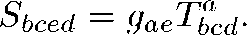 $S_{bced} = g_{ae} T^{a}_{bcd}.$